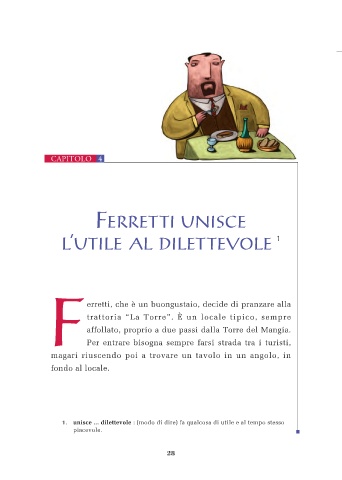 CAPITOLO 4
FERRETTI UNISCE
L'UTILE AL DILETTEVOLE 1
Ferretti, che è un buongustaio, decide di pranzare alla
trattoria "La Torre". È un locale tipico, sempre
affollato, proprio a due passi dalla Torre del Mangia.
Per entrare bisogna sempre farsi strada tra i turisti,
magari riuscendo poi a trovare un tavolo in un angolo, in
fondo al locale.
1. unisce ... dilettevole : (modo di dire) fa qualcosa di utile e al tempo stesso
piacevole.
28